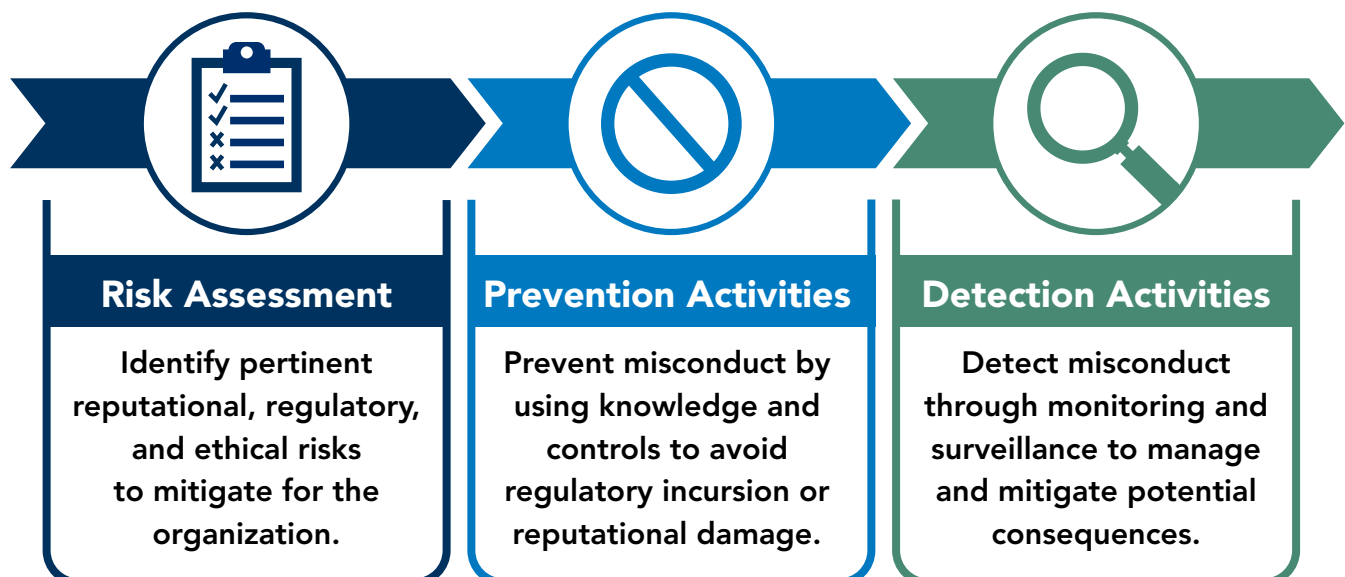 Risk Assessment
Identify pertinent
reputational, regulatory,
and ethical risks
to mitigate for the
organization.
Prevention Activities
Prevent misconduct by
using knowledge and
controls to avoid
regulatory incursion or
reputational damage.
Detection Activities
Detect misconduct
through monitoring and
surveillance to manage
and mitigate potential
consequences.